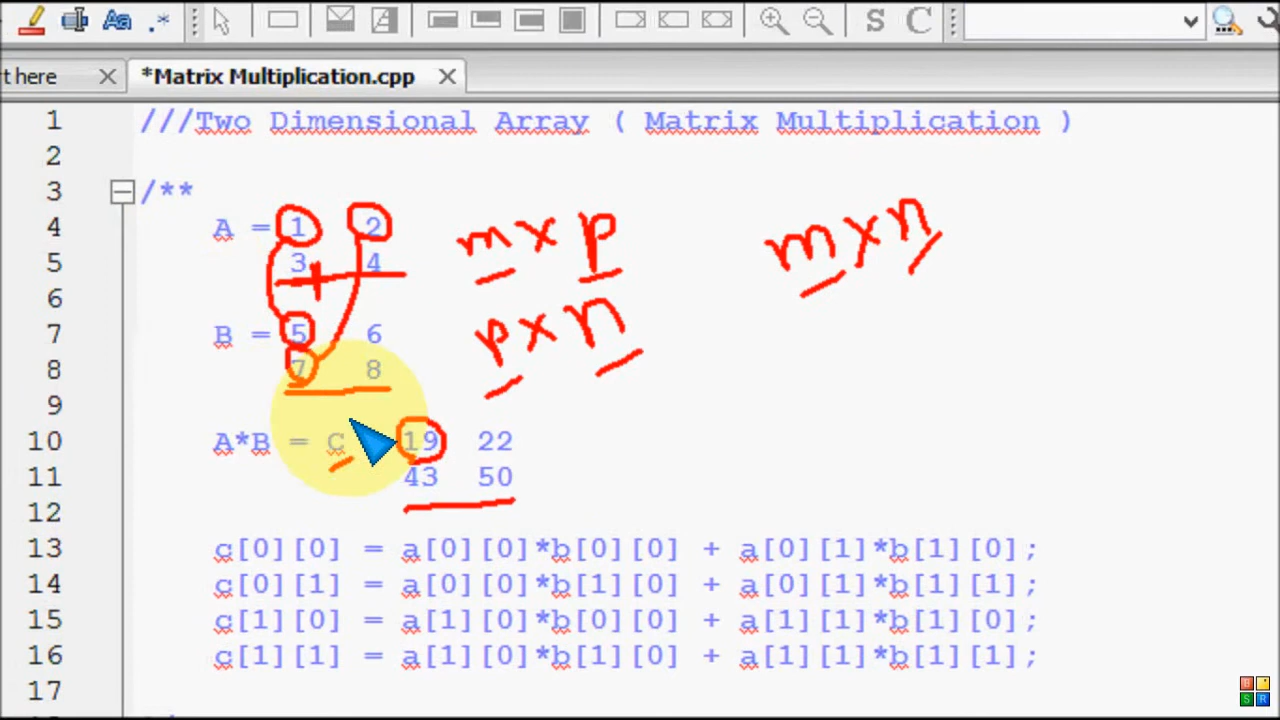 t here
*Matrix Multiplication.cpp
S C
1 ///Two Dimensional Array ( Matrix Multiplication )
2
3 /**
4 A = 1 2 m x p m x n
5 3 4
6
7 B = 5 6 p x n
8 7 8
9
10 A*B = C 19 22
11 43 50
12
13 c[0][0] = a[0][0]*b[0][0] + a[0][1]*b[1][0];
14 c[0][1] = a[0][0]*b[1][0] + a[0][1]*b[1][1];
15 c[1][0] = a[1][0]*b[0][0] + a[1][1]*b[1][0];
16 c[1][1] = a[1][0]*b[1][0] + a[1][1]*b[1][1];
17